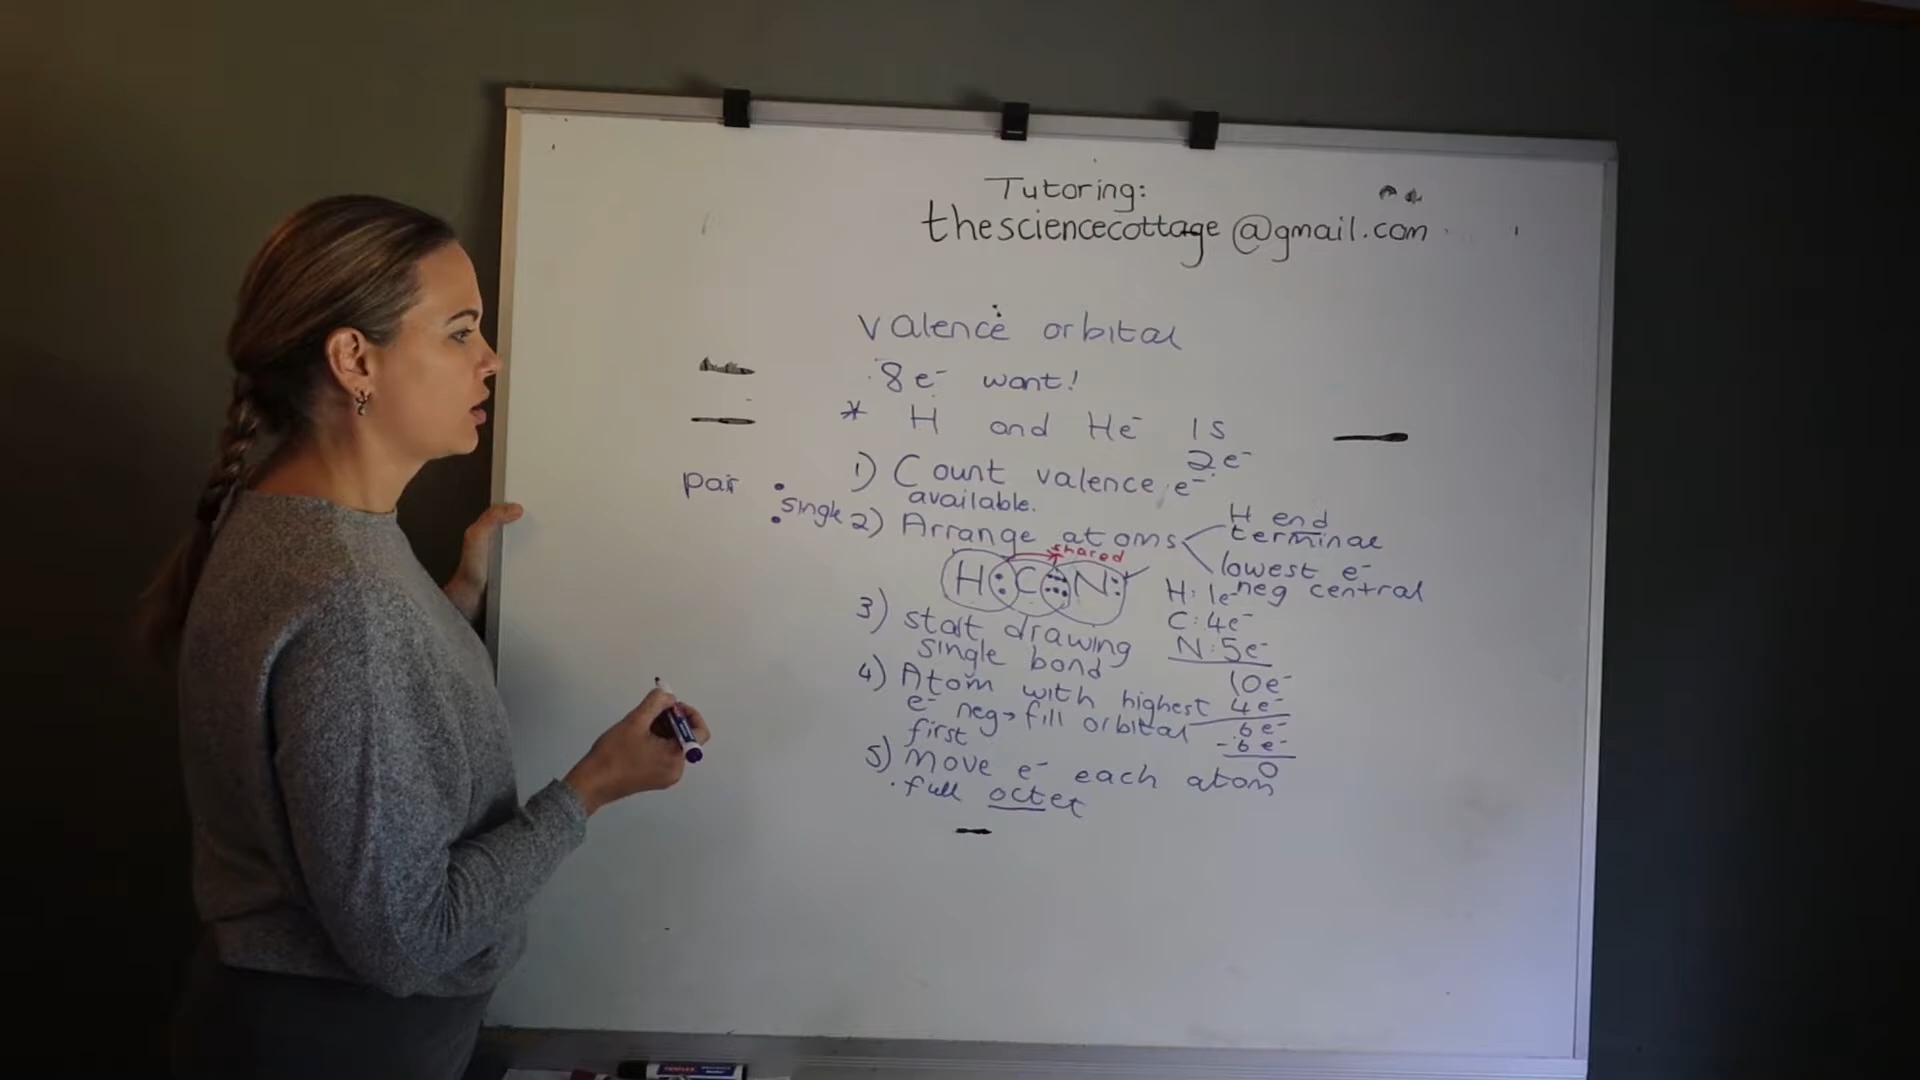 Tutoring:
thesciencecottage@gmail.com
valence orbital
8e⁻ want!
* H and He⁻ 1s
2e⁻
1) Count valence e⁻
available.
pair
single
2) Arrange atoms
H end
terminal
lowest e⁻
neg central
shared
H:C:::N:
H: 1e⁻
C: 4e⁻
N: 5e⁻
10e⁻
4e⁻
6e⁻
-6e⁻
0
3) start drawing
single bond
4) Atom with highest
e⁻ neg→ fill orbital
first
5) Move e⁻ each atom
full octet